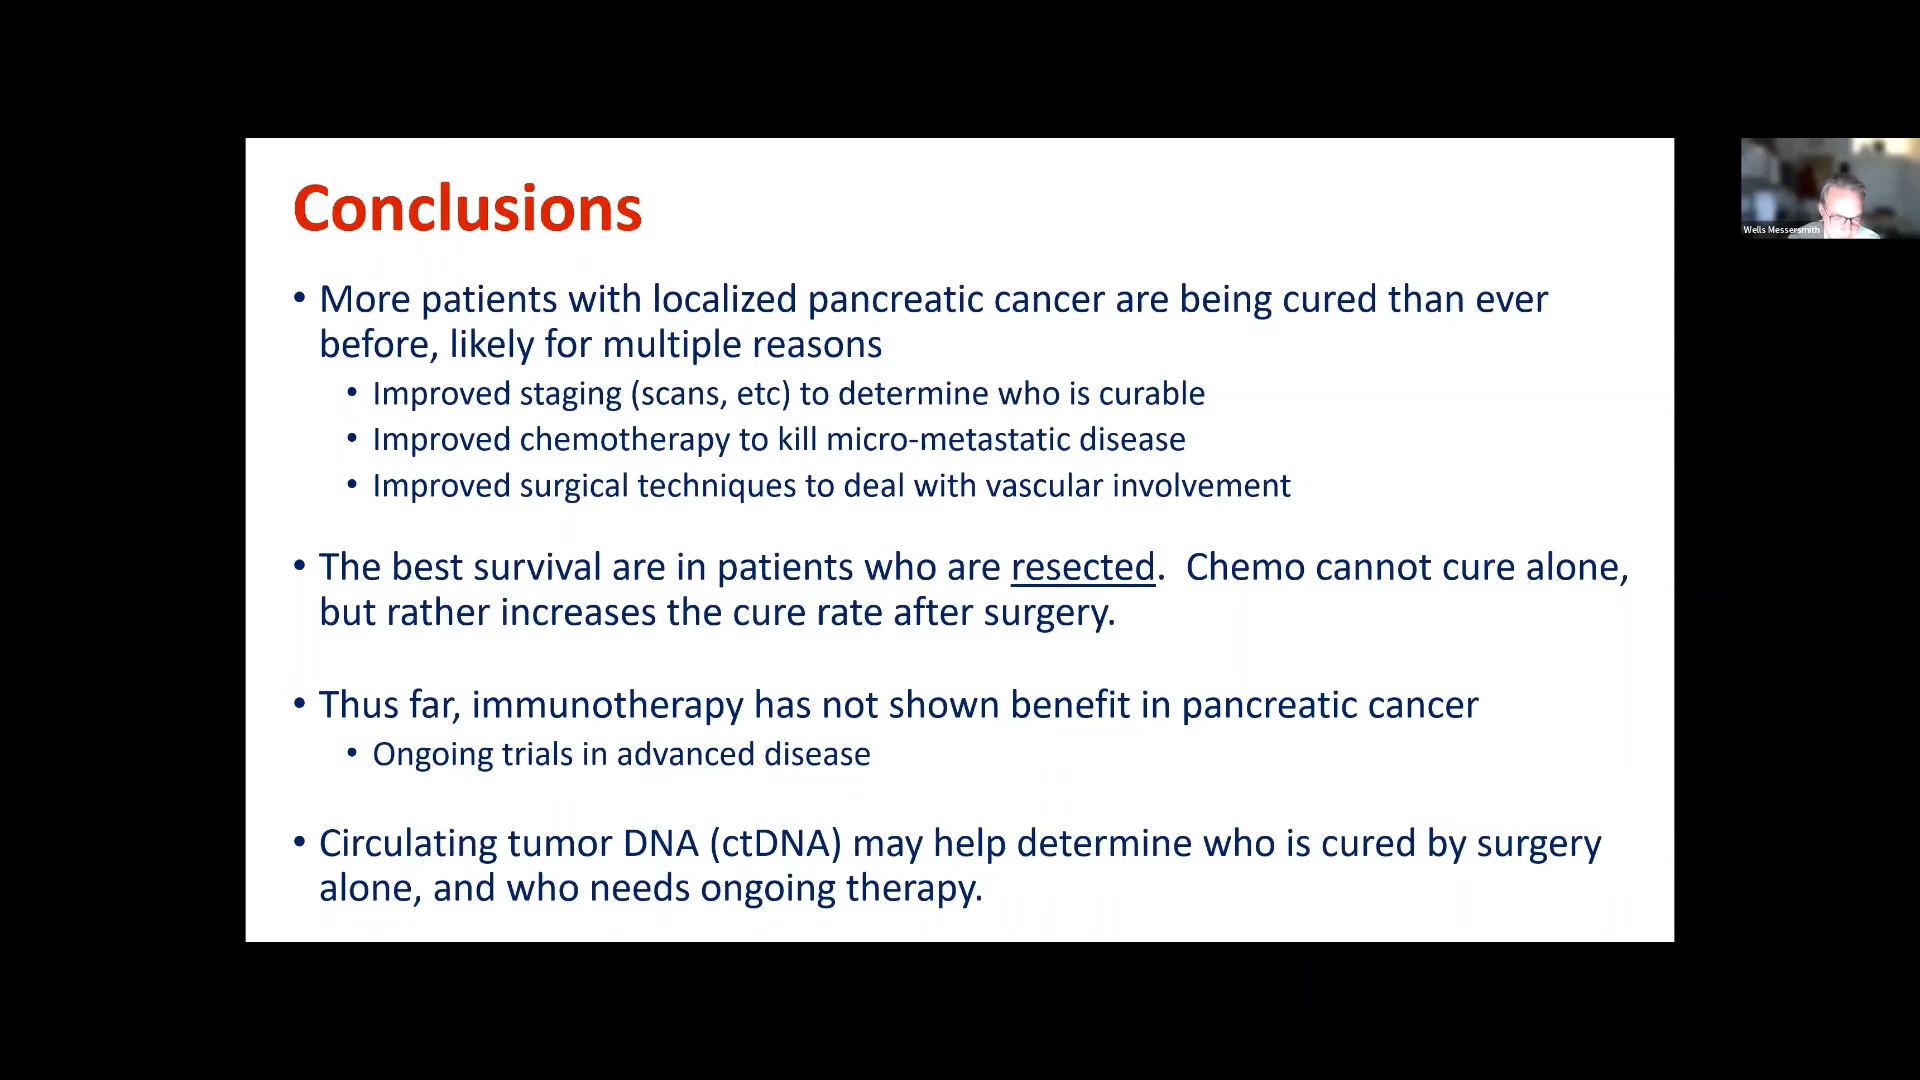 Conclusions
• More patients with localized pancreatic cancer are being cured than ever
before, likely for multiple reasons
• Improved staging (scans, etc) to determine who is curable
• Improved chemotherapy to kill micro-metastatic disease
• Improved surgical techniques to deal with vascular involvement
• The best survival are in patients who are resected.  Chemo cannot cure alone,
but rather increases the cure rate after surgery.
• Thus far, immunotherapy has not shown benefit in pancreatic cancer
• Ongoing trials in advanced disease
• Circulating tumor DNA (ctDNA) may help determine who is cured by surgery
alone, and who needs ongoing therapy.
Wells Messersmith